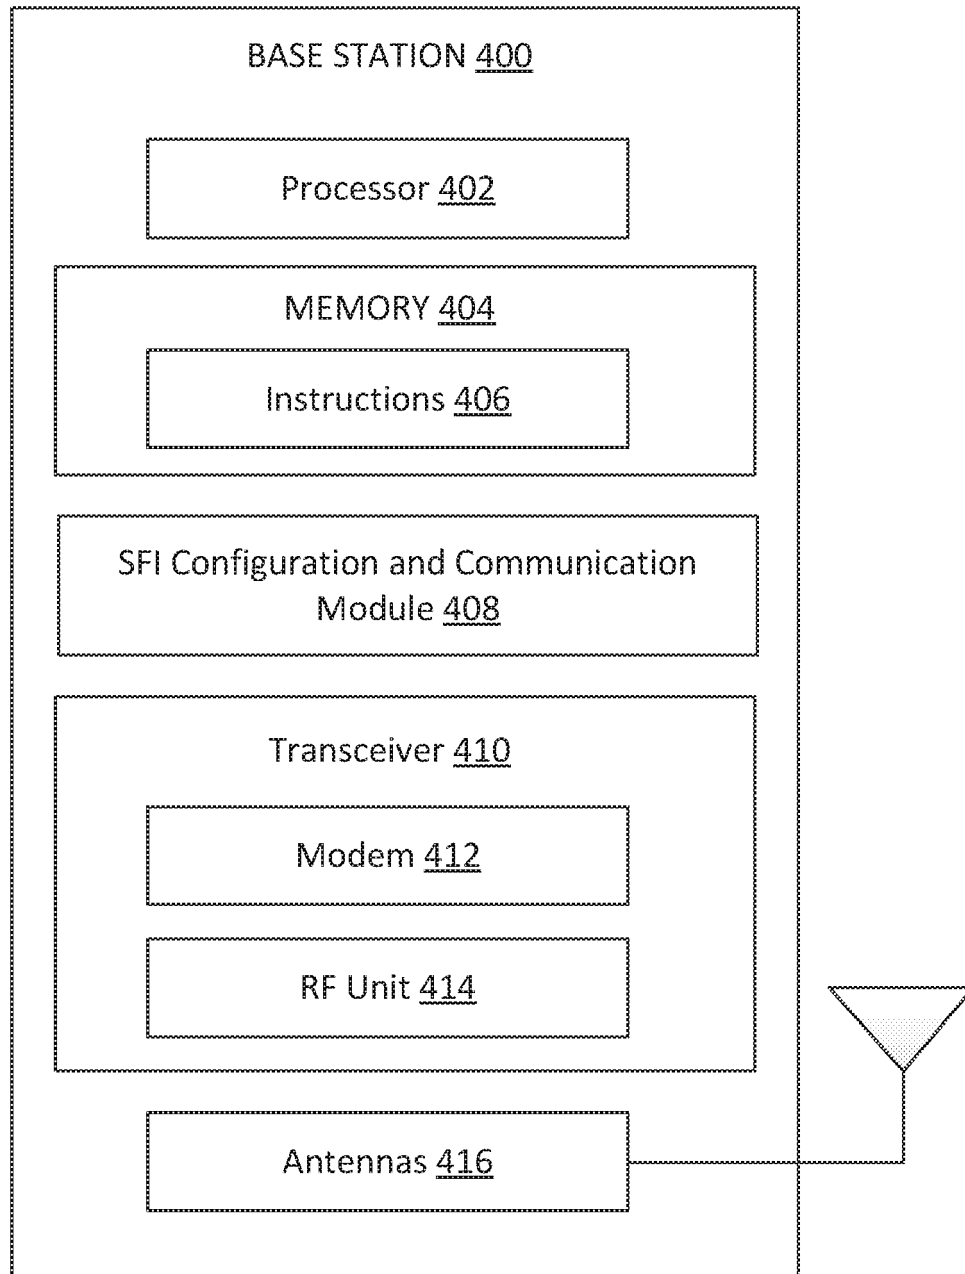 BASE STATION 400
Processor 402
MEMORY 404
Instructions 406
SFI Configuration and Communication
Module 408
Transceiver 410
Modem 412
RF Unit 414
Antennas 416